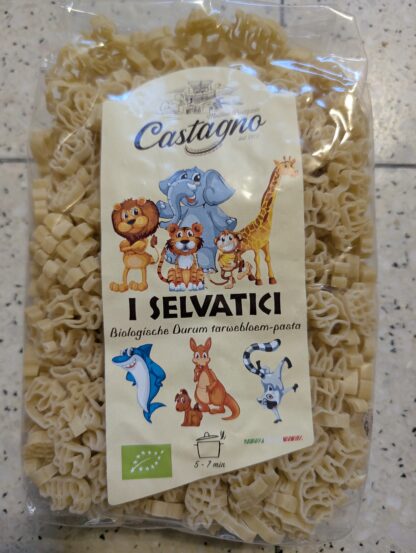 Castagno
I SELVATICI
Biologische Durum tarwebloem-pasta
5 - 7 min